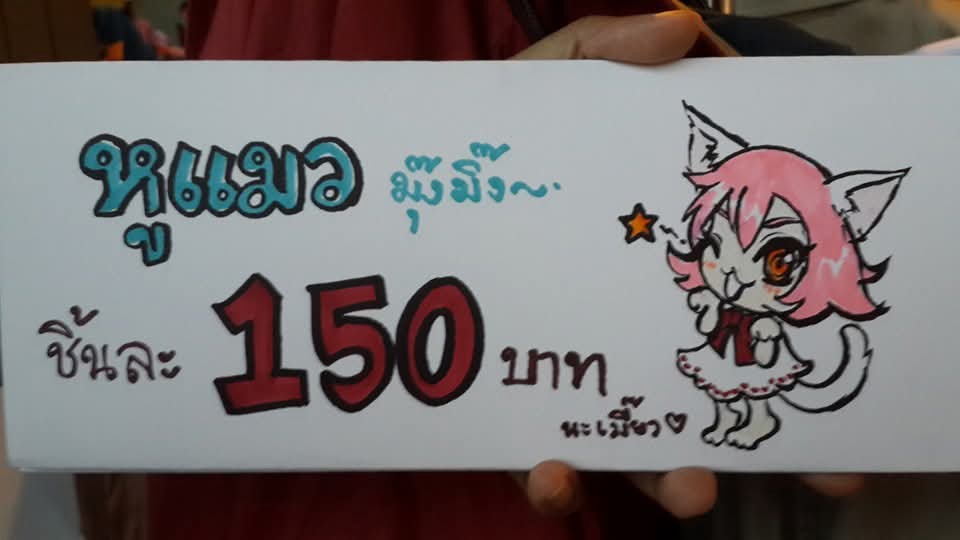 หูแมว มุ๊งมิ๊ง~.
ชิ้นละ 150 บาท
นะเมี๊ยว♡